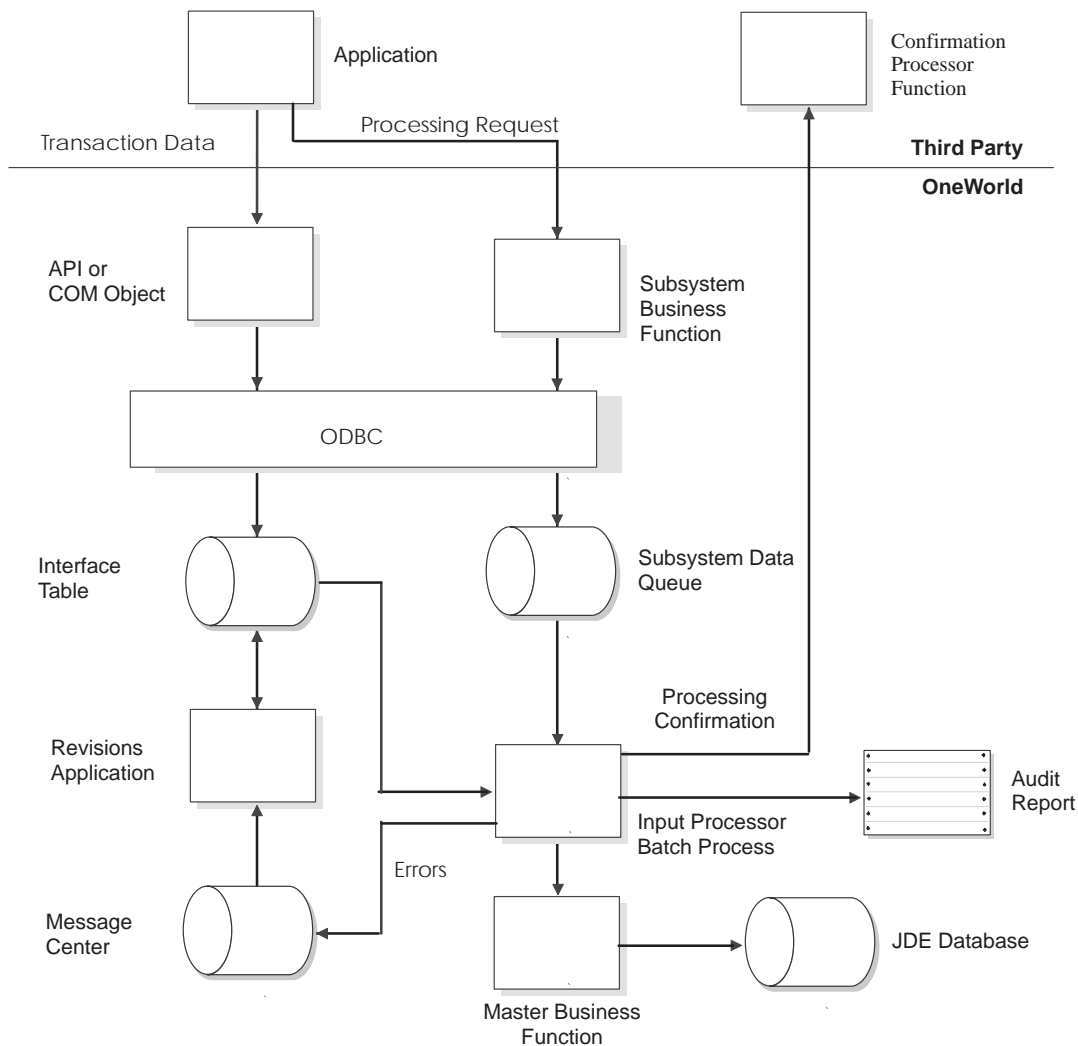 Application
Confirmation
Processor
Function
Processing Request
Transaction Data
Third Party
OneWorld
API or
COM Object
Subsystem
Business
Function
ODBC
Interface
Table
Subsystem Data
Queue
Processing
Confirmation
Revisions
Application
Audit
Report
Input Processor
Batch Process
Errors
Message
Center
JDE Database
Master Business
Function